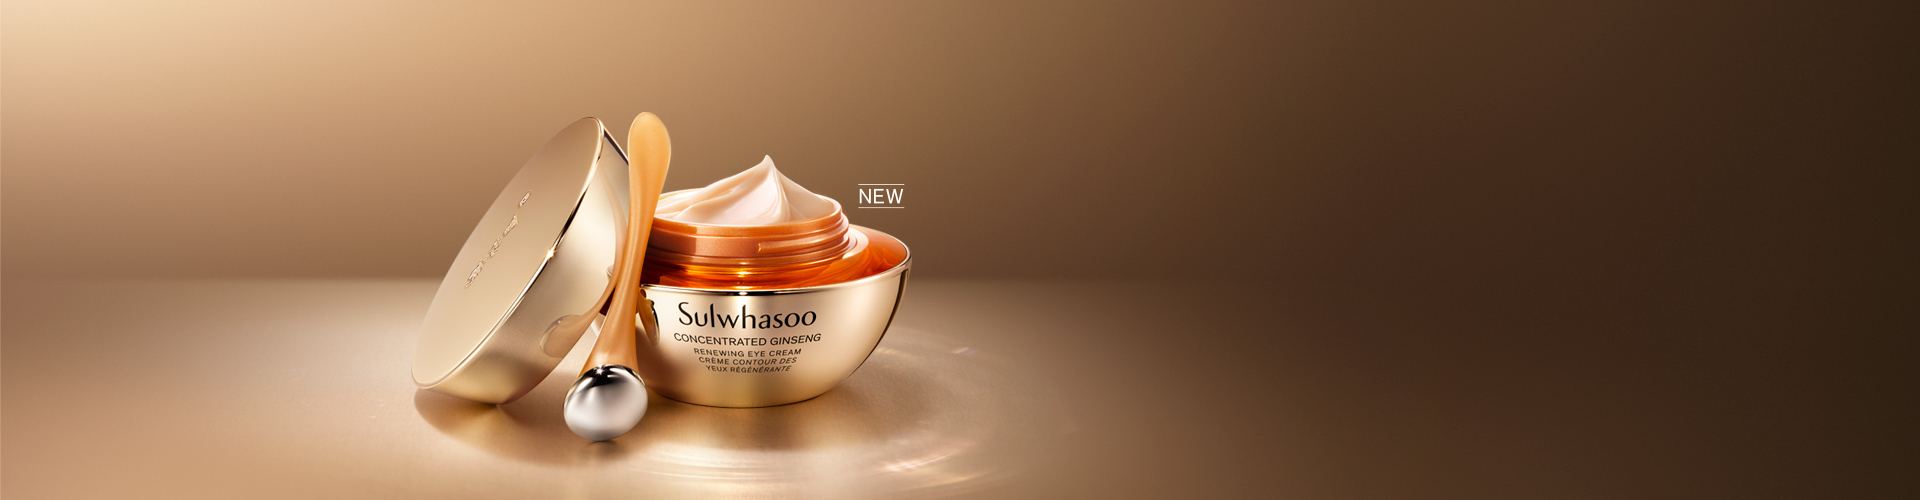 NEW
Sulwhasoo
CONCENTRATED GINSENG
RENEWING EYE CREAM
CRÈME CONTOUR DES
YEUX RÉGÉNÉRANTE